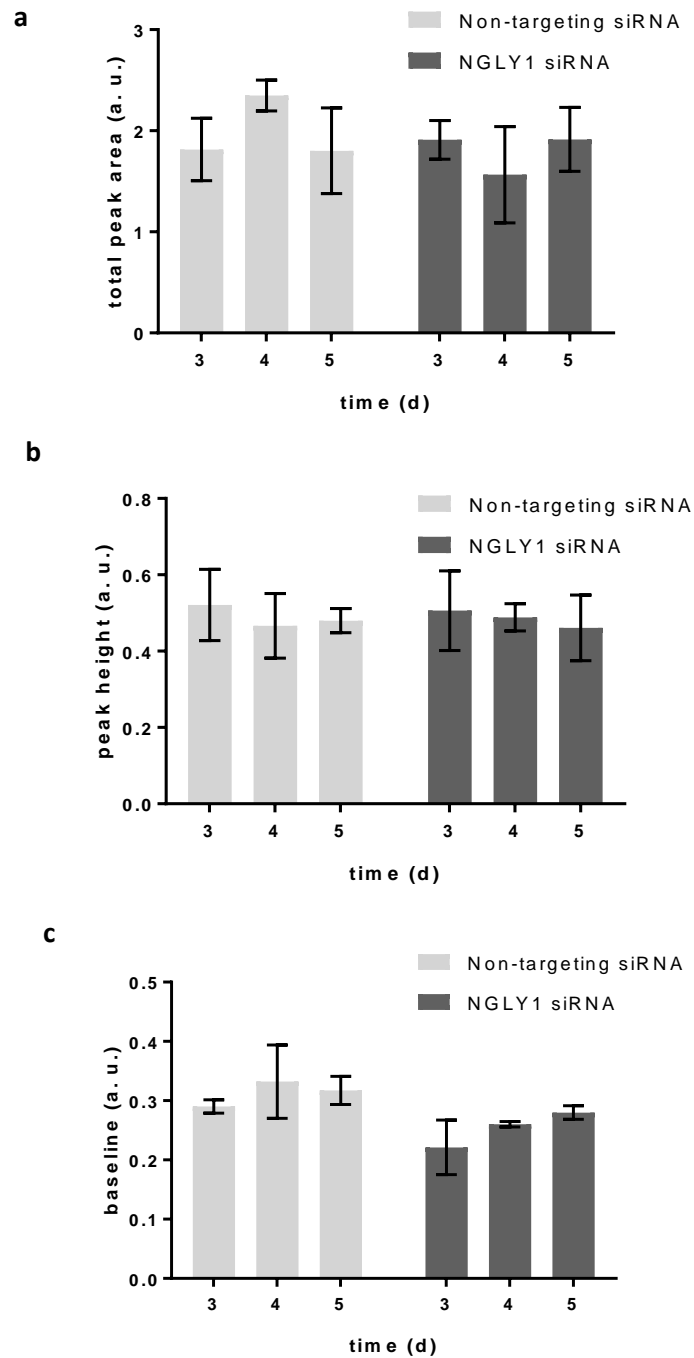 a
Non-targeting siRNA
NGLY1 siRNA
total peak area (a. u.)
3
2
1
0
3 4 5 3 4 5
time (d)
b
Non-targeting siRNA
NGLY1 siRNA
peak height (a. u.)
0.8
0.6
0.4
0.2
0.0
3 4 5 3 4 5
time (d)
c
Non-targeting siRNA
NGLY1 siRNA
baseline (a. u.)
0.5
0.4
0.3
0.2
0.1
0.0
3 4 5 3 4 5
time (d)